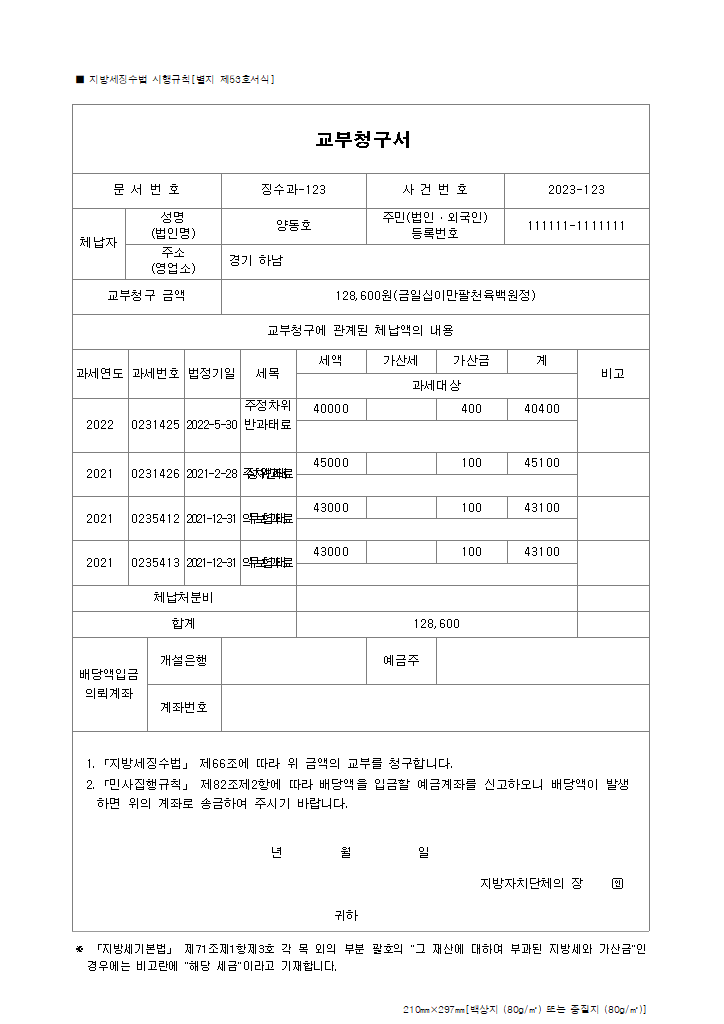 ■ 지방세징수법 시행규칙[별지 제53호서식]
교부청구서
문 서 번 호 징수과-123 사 건 번 호 2023-123
체납자 성명 (법인명) 양동호 주민(법인ㆍ외국인) 등록번호 111111-1111111
주소 (영업소) 경기 하남
교부청구 금액 128,600원(금일십이만팔천육백원정)
교부청구에 관계된 체납액의 내용
과세연도 과세번호 법정기일 세목 세액 가산세 가산금 계 비고
과세대상
2022 0231425 2022-5-30 주정차위반과태료 40000 400 40400
2021 0231426 2021-2-28 45000 100 45100
2021 0235412 2021-12-31 43000 100 43100
2021 0235413 2021-12-31 43000 100 43100
체납처분비
합계 128,600
배당액입금 의뢰계좌 개설은행 예금주
계좌번호
1. 「지방세징수법」 제66조에 따라 위 금액의 교부를 청구합니다.
2. 「민사집행규칙」 제82조제2항에 따라 배당액을 입금할 예금계좌를 신고하오니 배당액이 발생
하면 위의 계좌로 송금하여 주시기 바랍니다.
년 월 일
지방자치단체의 장 인
귀하
※ 「지방세기본법」 제71조제1항제3호 각 목 외의 부분 괄호의 "그 재산에 대하여 부과된 지방세와 가산금"인
경우에는 비고란에 "해당 세금"이라고 기재합니다.
210㎜×297㎜[백상지 (80g/㎡) 또는 중질지 (80g/㎡)]